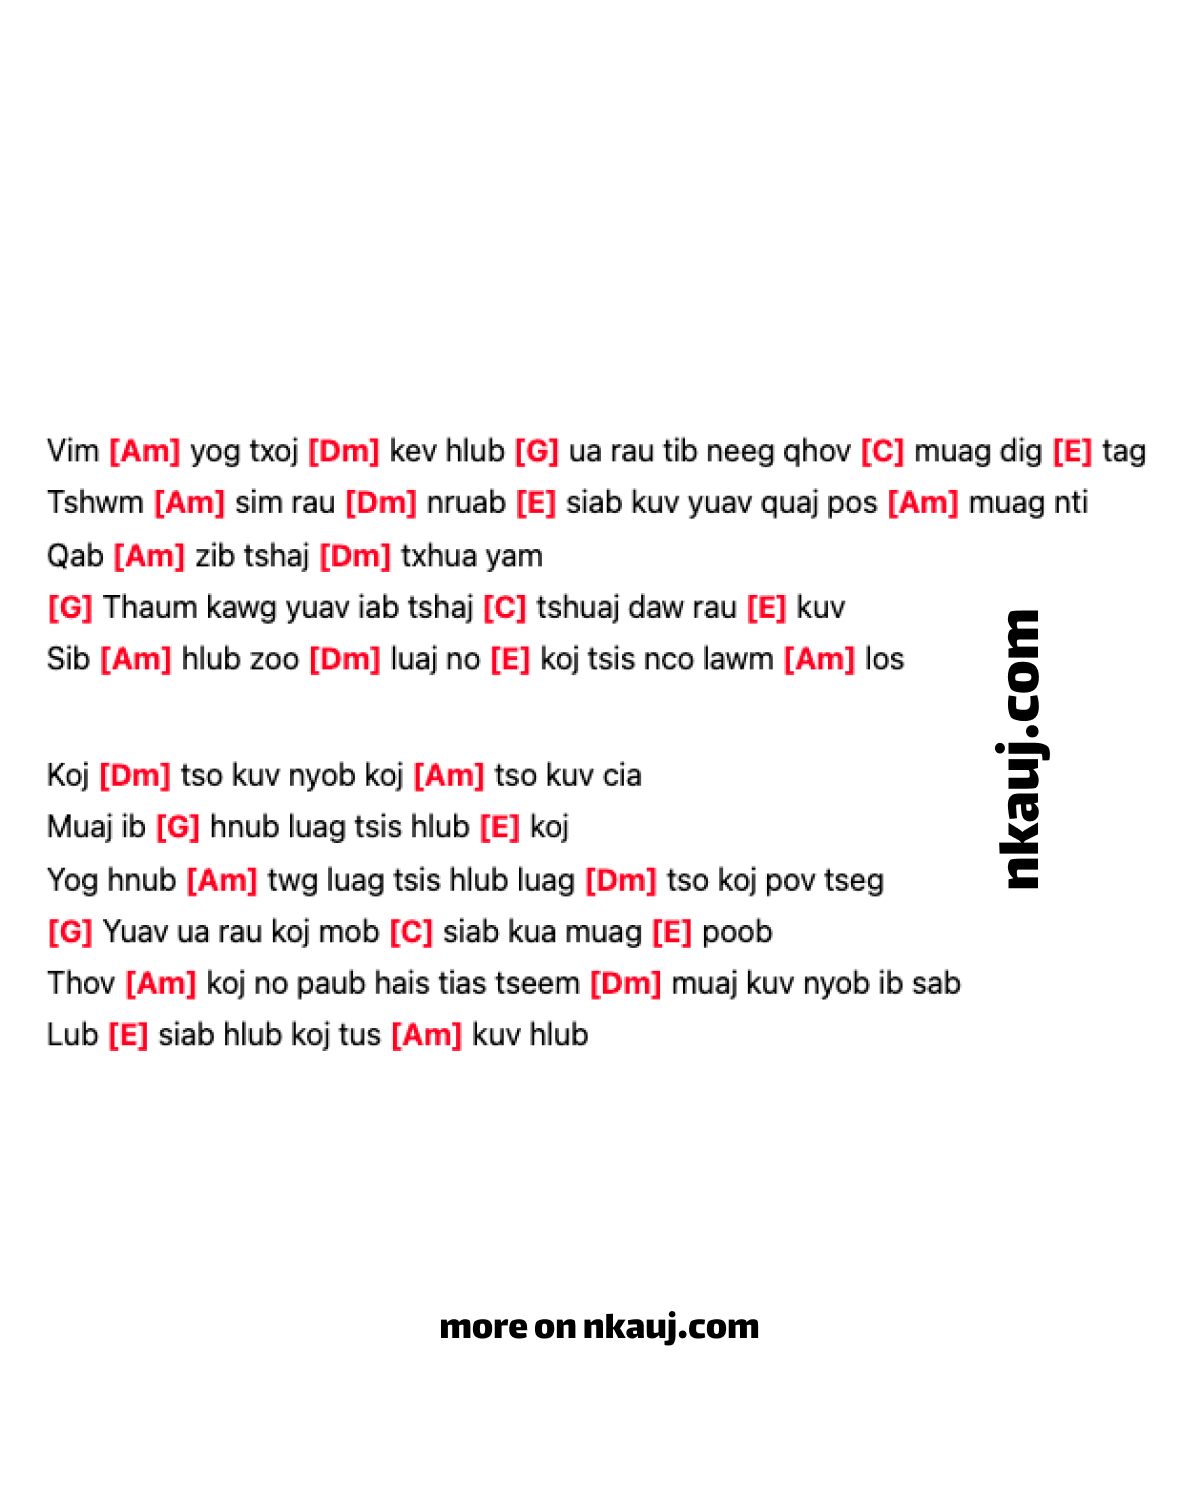 Vim [Am] yog txoj [Dm] kev hlub [G] ua rau tib neeg qhov [C] muag dig [E] tag
Tshwm [Am] sim rau [Dm] nruab [E] siab kuv yuav quaj pos [Am] muag nti
Qab [Am] zib tshaj [Dm] txhua yam
[G] Thaum kawg yuav iab tshaj [C] tshuaj daw rau [E] kuv
Sib [Am] hlub zoo [Dm] luaj no [E] koj tsis nco lawm [Am] los
Koj [Dm] tso kuv nyob koj [Am] tso kuv cia
Muaj ib [G] hnub luag tsis hlub [E] koj
Yog hnub [Am] twg luag tsis hlub luag [Dm] tso koj pov tseg
[G] Yuav ua rau koj mob [C] siab kua muag [E] poob
Thov [Am] koj no paub hais tias tseem [Dm] muaj kuv nyob ib sab
Lub [E] siab hlub koj tus [Am] kuv hlub
nkauj.com
more on nkauj.com